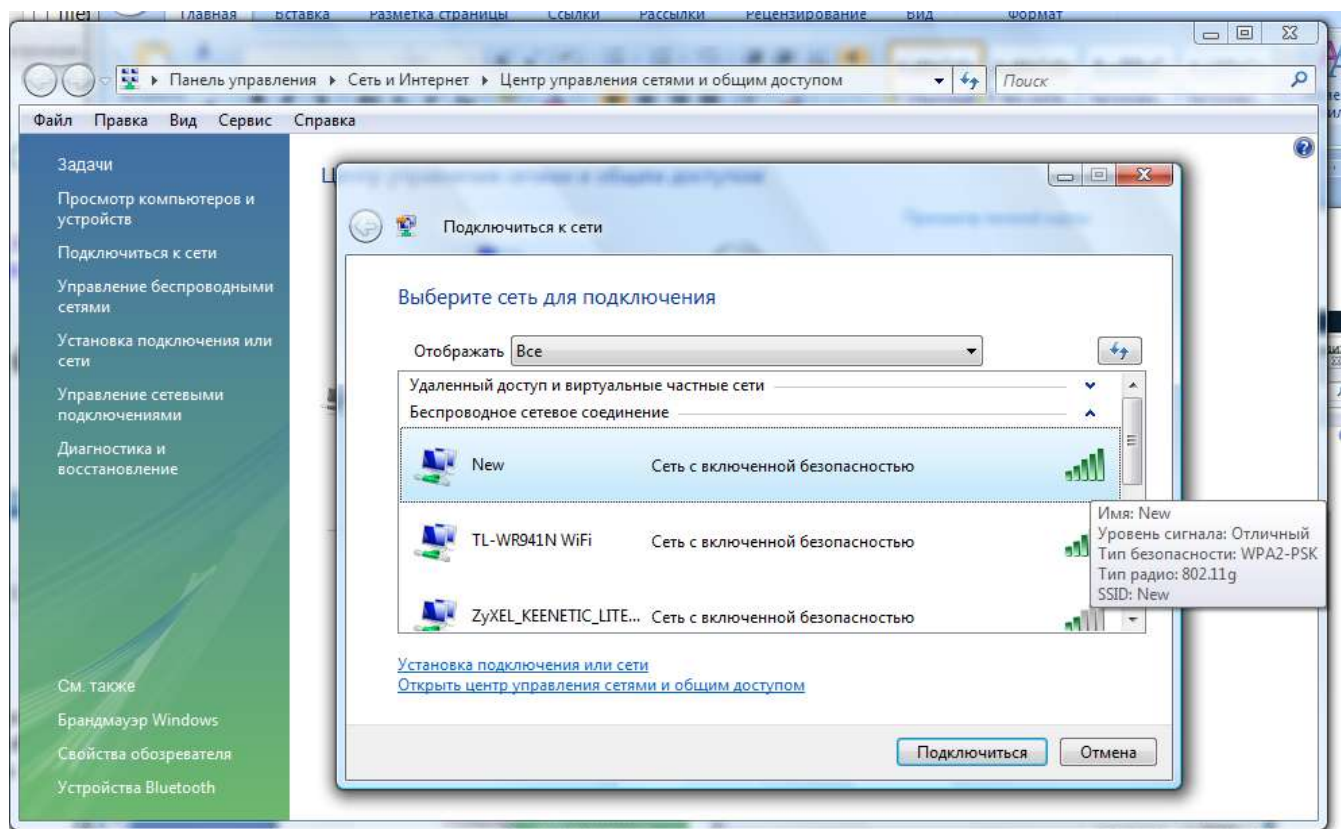 Главная Вставка Разметка страницы Ссылки Рассылки Рецензирование Вид Формат
Панель управления Сеть и Интернет Центр управления сетями и общим доступом Поиск
Файл Правка Вид Сервис Справка
Задачи
Просмотр компьютеров и
устройств
Подключиться к сети
Управление беспроводными
сетями
Установка подключения или
сети
Управление сетевыми
подключениями
Диагностика и
восстановление
См. также
Брандмауэр Windows
Свойства обозревателя
Устройства Bluetooth
Подключиться к сети
Выберите сеть для подключения
Отображать Все
Удаленный доступ и виртуальные частные сети
Беспроводное сетевое соединение
New Сеть с включенной безопасностью
TL-WR941N WiFi Сеть с включенной безопасностью
ZyXEL_KEENETIC_LITE... Сеть с включенной безопасностью
Имя: New
Уровень сигнала: Отличный
Тип безопасности: WPA2-PSK
Тип радио: 802.11g
SSID: New
Установка подключения или сети
Открыть центр управления сетями и общим доступом
Подключиться Отмена